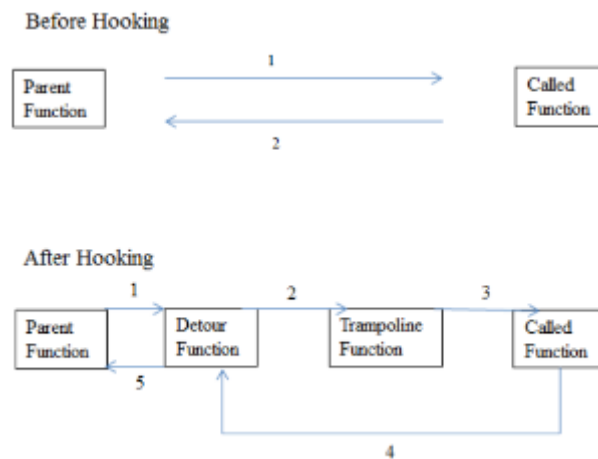 Before Hooking
1
Parent
Function
Called
Function
2
After Hooking
1
2
3
Parent
Function
Detour
Function
Trampoline
Function
Called
Function
5
4